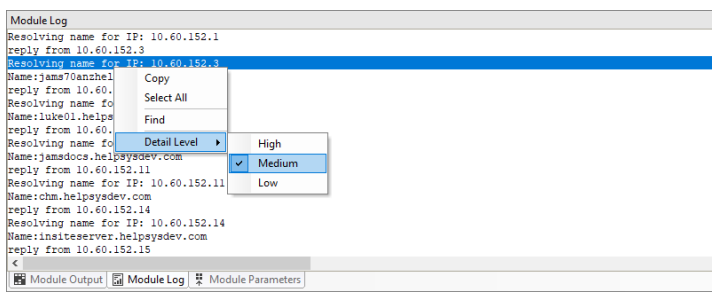 Module Log
Resolving name for IP: 10.60.152.1
reply from 10.60.152.3
Resolving name for IP: 10.60.152.3
Name:jams70anzhel
reply from 10.60.
Resolving name fo
Name:luke01.helps
reply from 10.60.
Resolving name fo
Name:jamsdocs.helpsysdev.com
reply from 10.60.152.11
Resolving name for IP: 10.60.152.11
Name:chm.helpsysdev.com
reply from 10.60.152.14
Resolving name for IP: 10.60.152.14
Name:insiteserver.helpsysdev.com
reply from 10.60.152.15
Copy
Select All
Find
Detail Level
High
Medium
Low
Module Output Module Log Module Parameters